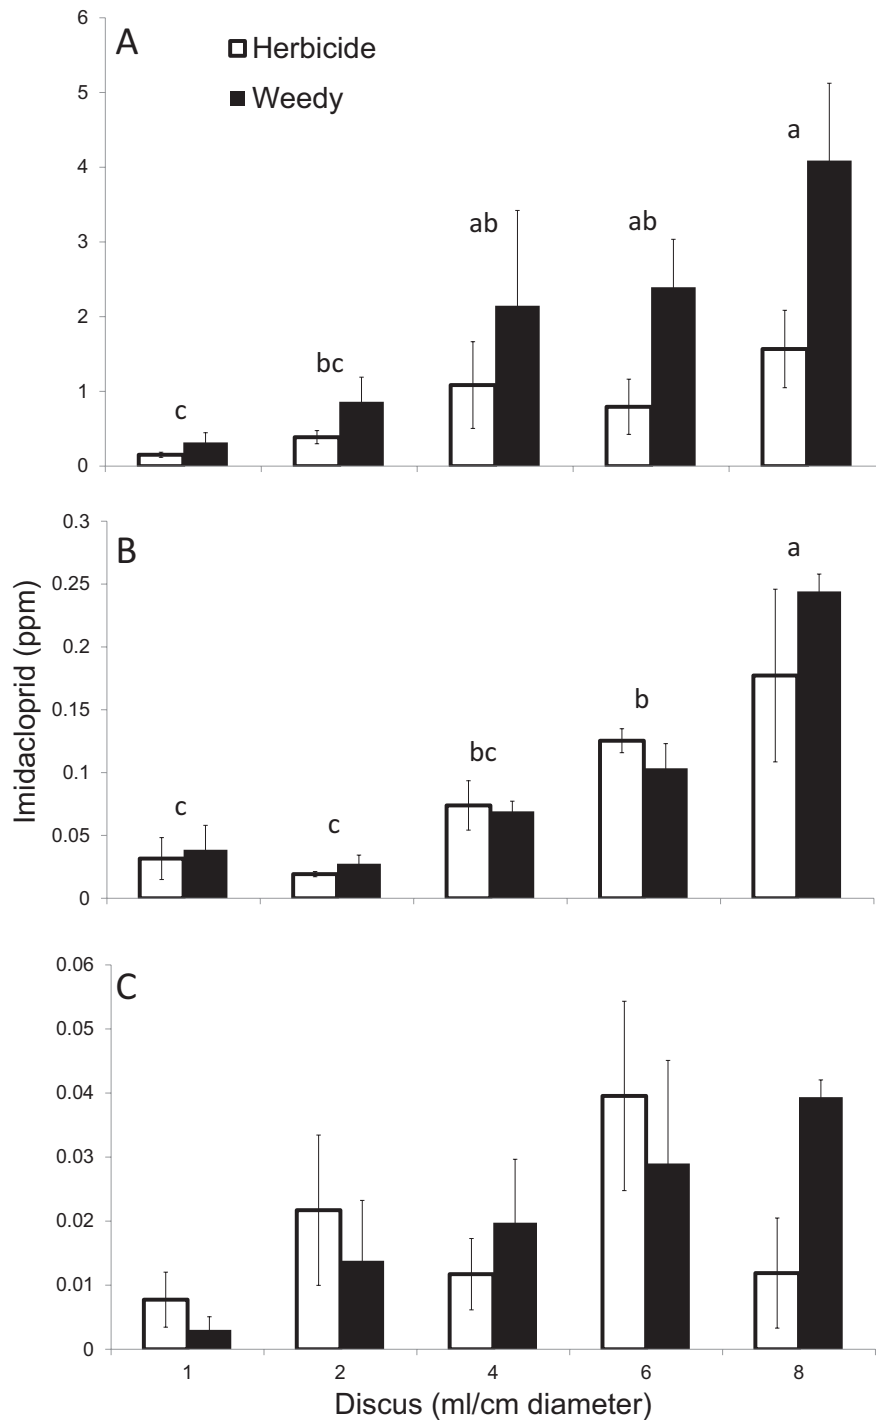 A
Herbicide
Weedy
6
5
4
3
2
1
0
c
bc
ab
ab
a
B
0.3
0.25
0.2
0.15
0.1
0.05
0
c
c
bc
b
a
Imidacloprid (ppm)
C
0.06
0.05
0.04
0.03
0.02
0.01
0
1 2 4 6 8
Discus (ml/cm diameter)